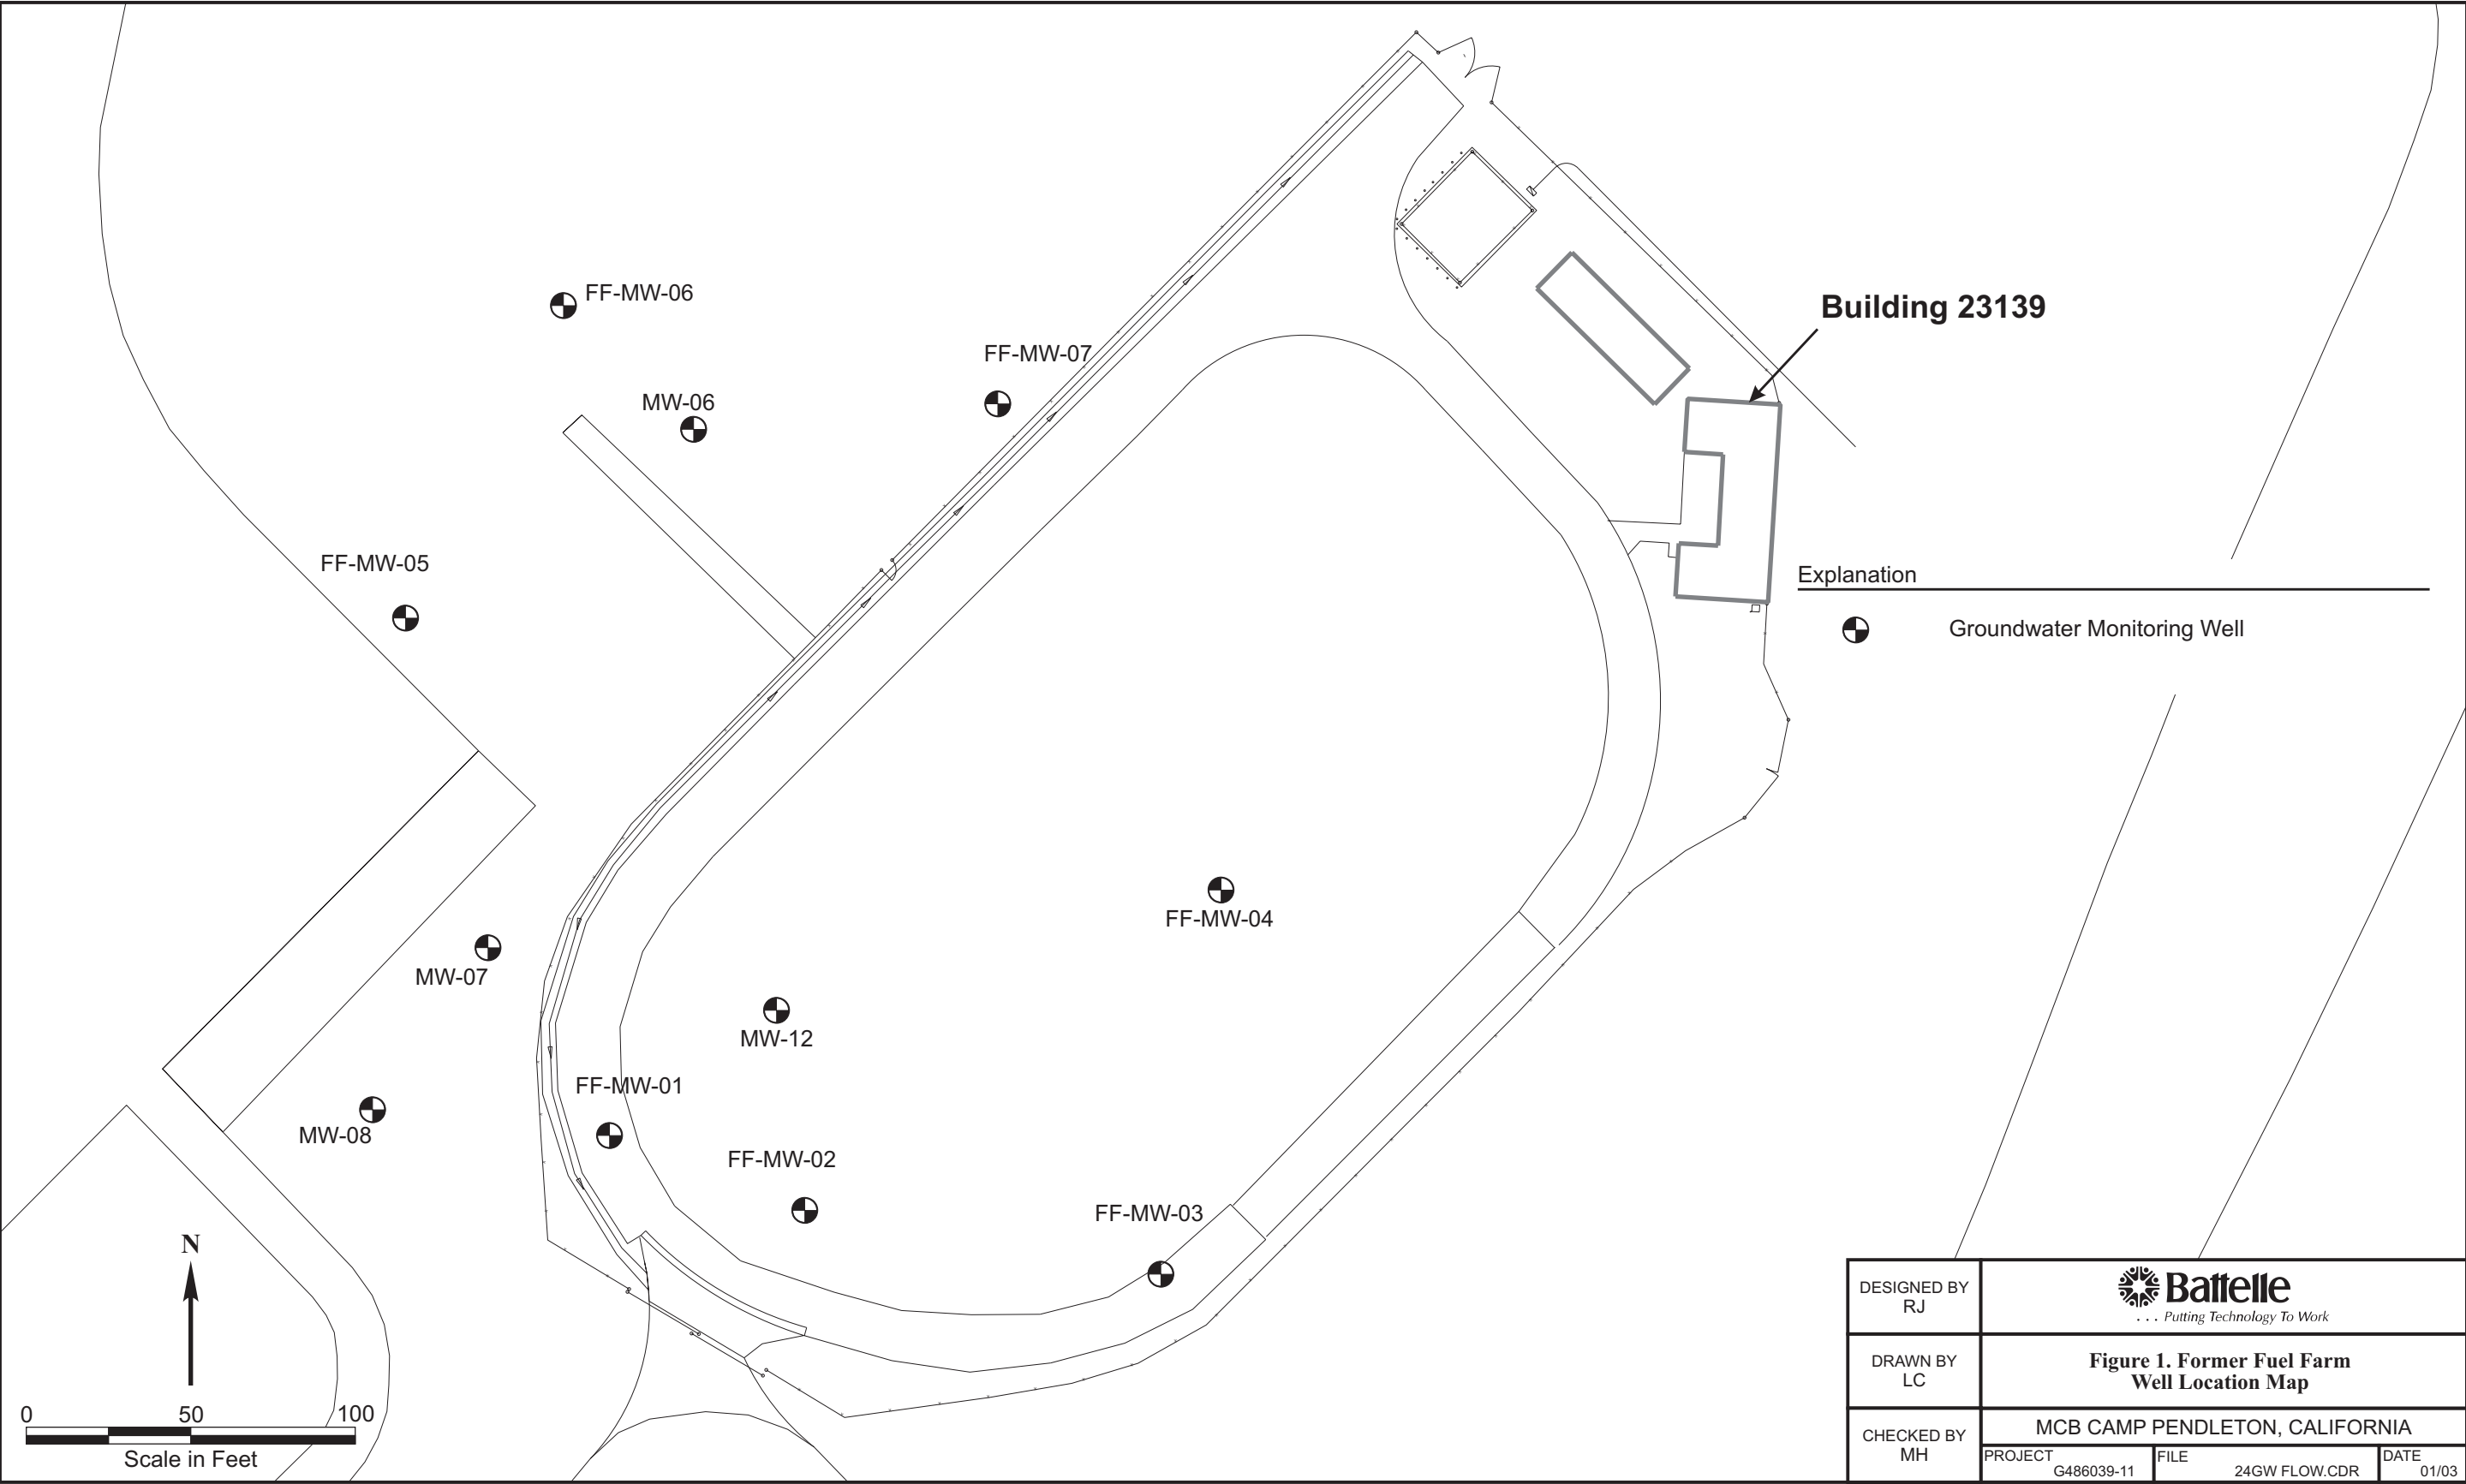 FF-MW-06
Building 23139
FF-MW-07
MW-06
FF-MW-05
Explanation
Groundwater Monitoring Well
FF-MW-04
MW-07
MW-12
FF-MW-01
MW-08
FF-MW-02
FF-MW-03
N
0 50 100
Scale in Feet
DESIGNED BY
RJ
Battelle
. . . Putting Technology To Work
DRAWN BY
LC
Figure 1. Former Fuel Farm
Well Location Map
CHECKED BY
MH
MCB CAMP PENDLETON, CALIFORNIA
PROJECT
G486039-11
FILE
24GW FLOW.CDR
DATE
01/03